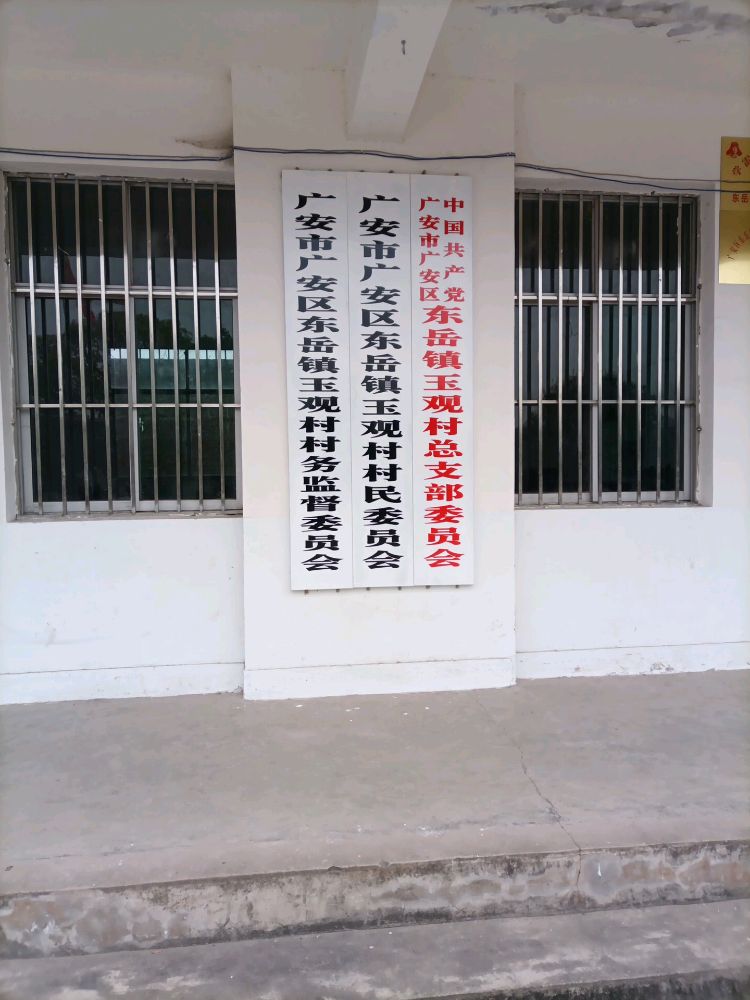 中国共产党
广安市广安区
东岳镇玉观村总支部委员会
广安市广安区东岳镇玉观村村民委员会
广安市广安区东岳镇玉观村村务监督委员会
东岳